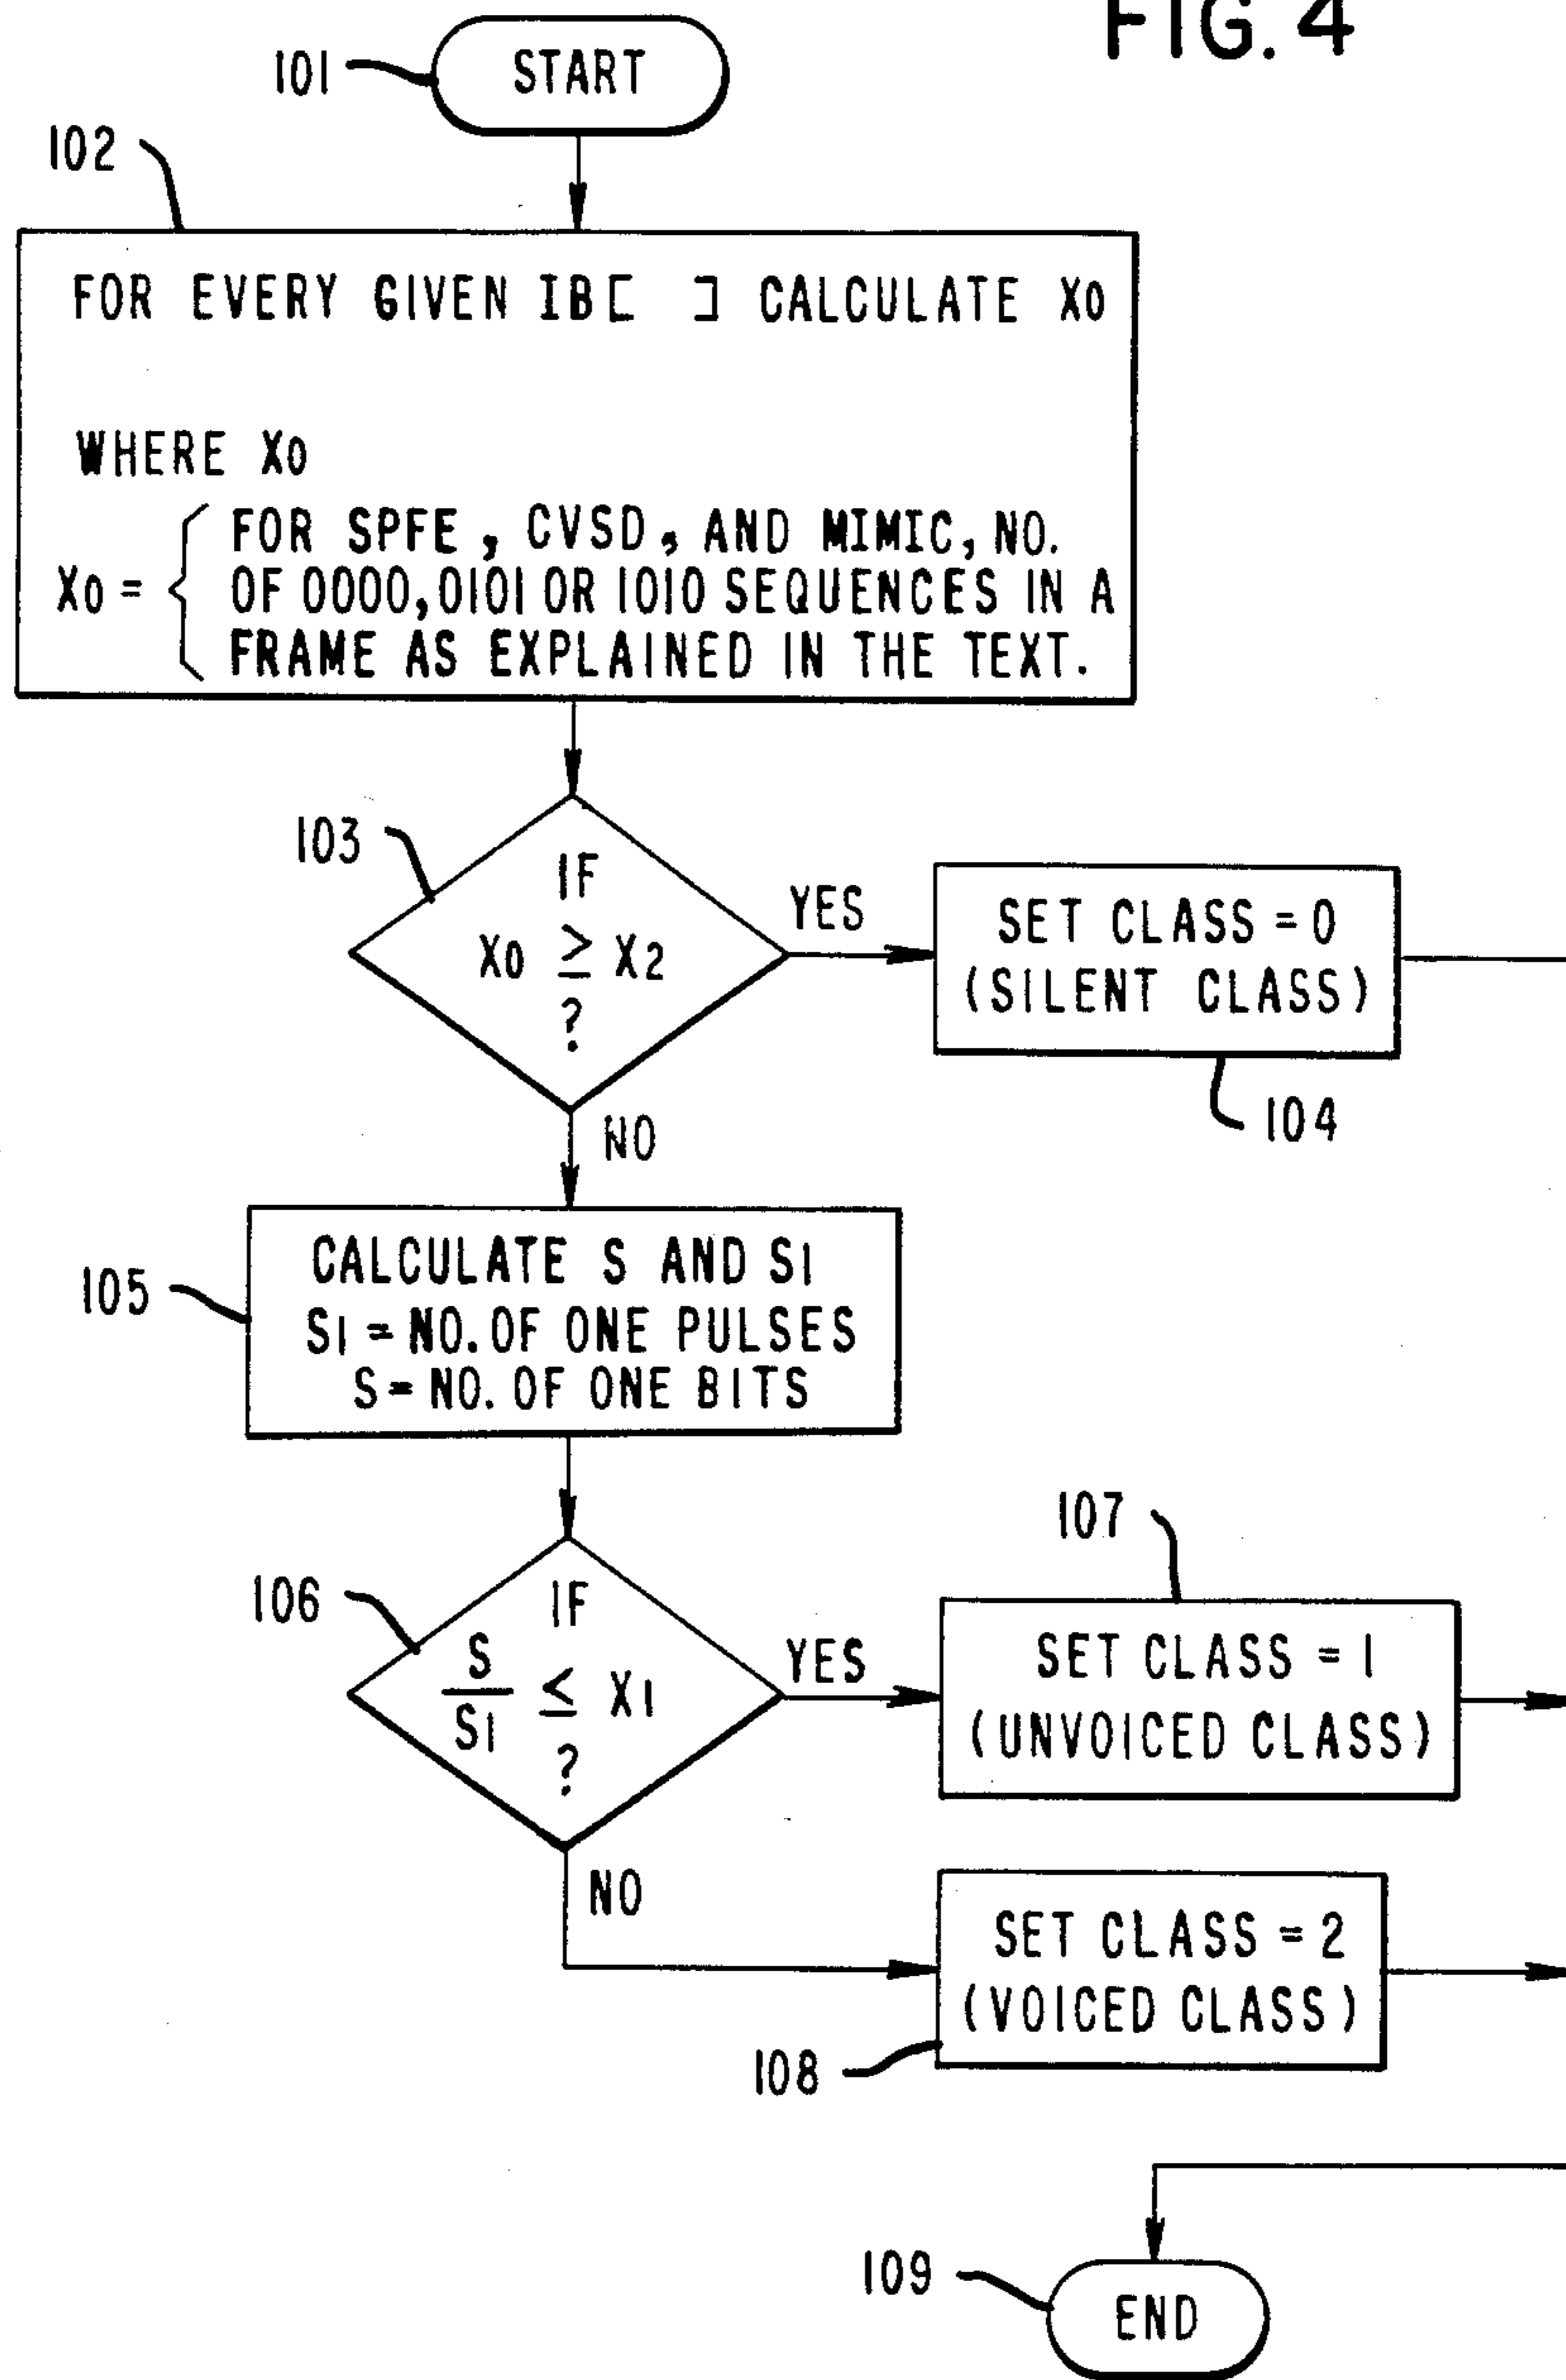 FIG. 4
101
START
102
FOR EVERY GIVEN IB[ ] CALCULATE X0
WHERE X0
X0 = { FOR SPFE, CVSD, AND MIMIC, NO.
OF 0000,0101 OR 1010 SEQUENCES IN A
FRAME AS EXPLAINED IN THE TEXT.
103
IF
X0 ≥ X2
?
YES
SET CLASS = 0
(SILENT CLASS)
104
NO
105
CALCULATE S AND S1
S1 = NO. OF ONE PULSES
S = NO. OF ONE BITS
106
IF
S/S1 ≤ X1
?
YES
107
SET CLASS = 1
(UNVOICED CLASS)
NO
SET CLASS = 2
(VOICED CLASS)
108
109
END